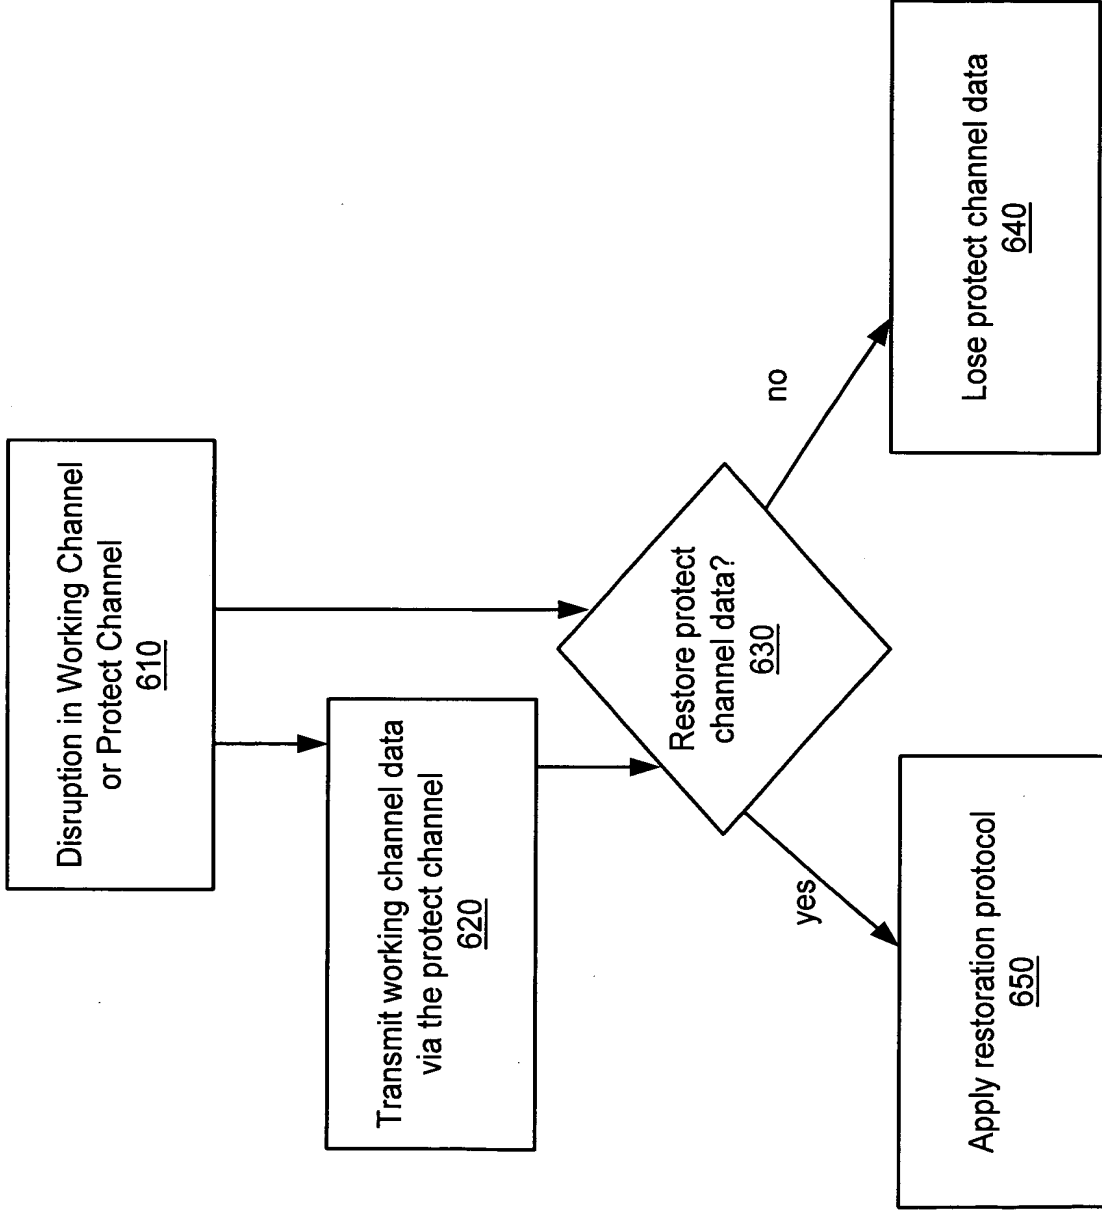 Disruption in Working Channel
or Protect Channel
610
Transmit working channel data
via the protect channel
620
Restore protect
channel data?
630
yes
no
Apply restoration protocol
650
Lose protect channel data
640